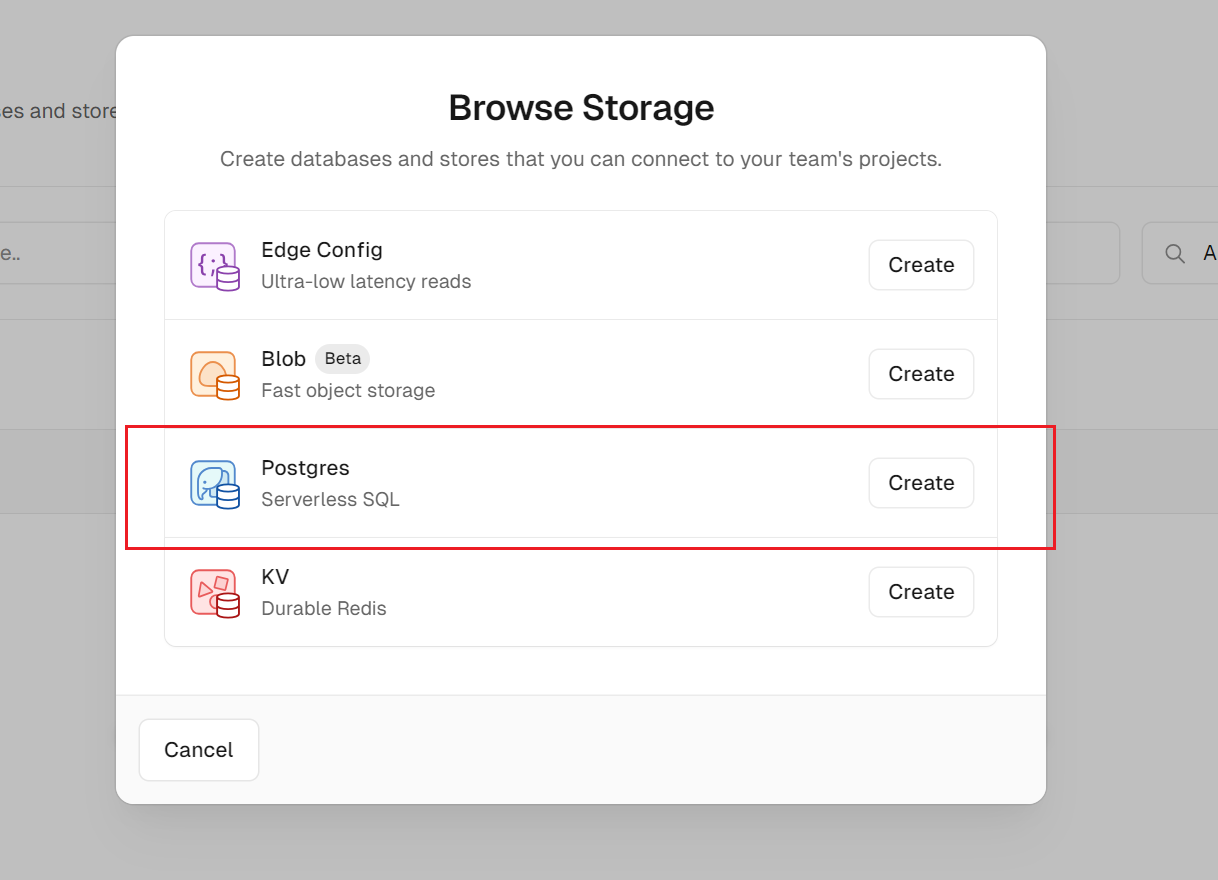 Browse Storage
es and store
Create databases and stores that you can connect to your team's projects.
e..
A
Edge Config
Ultra-low latency reads
Create
Blob Beta
Fast object storage
Create
Postgres
Serverless SQL
Create
KV
Durable Redis
Create
Cancel